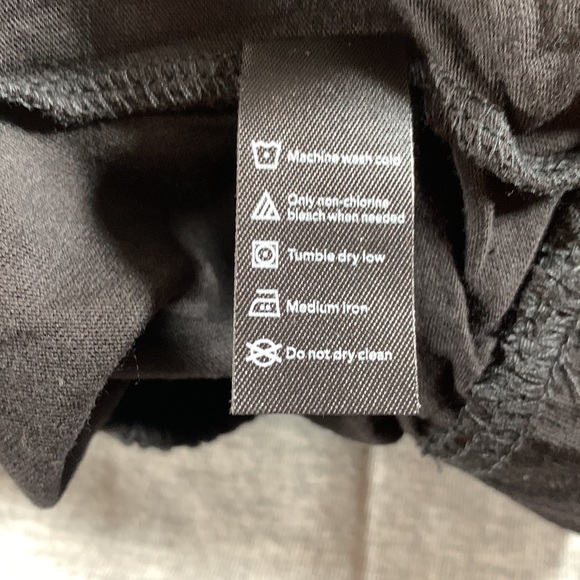 Machine wash cold
Only non-chlorine
bleach when needed
Tumble dry low
Medium iron
Do not dry clean